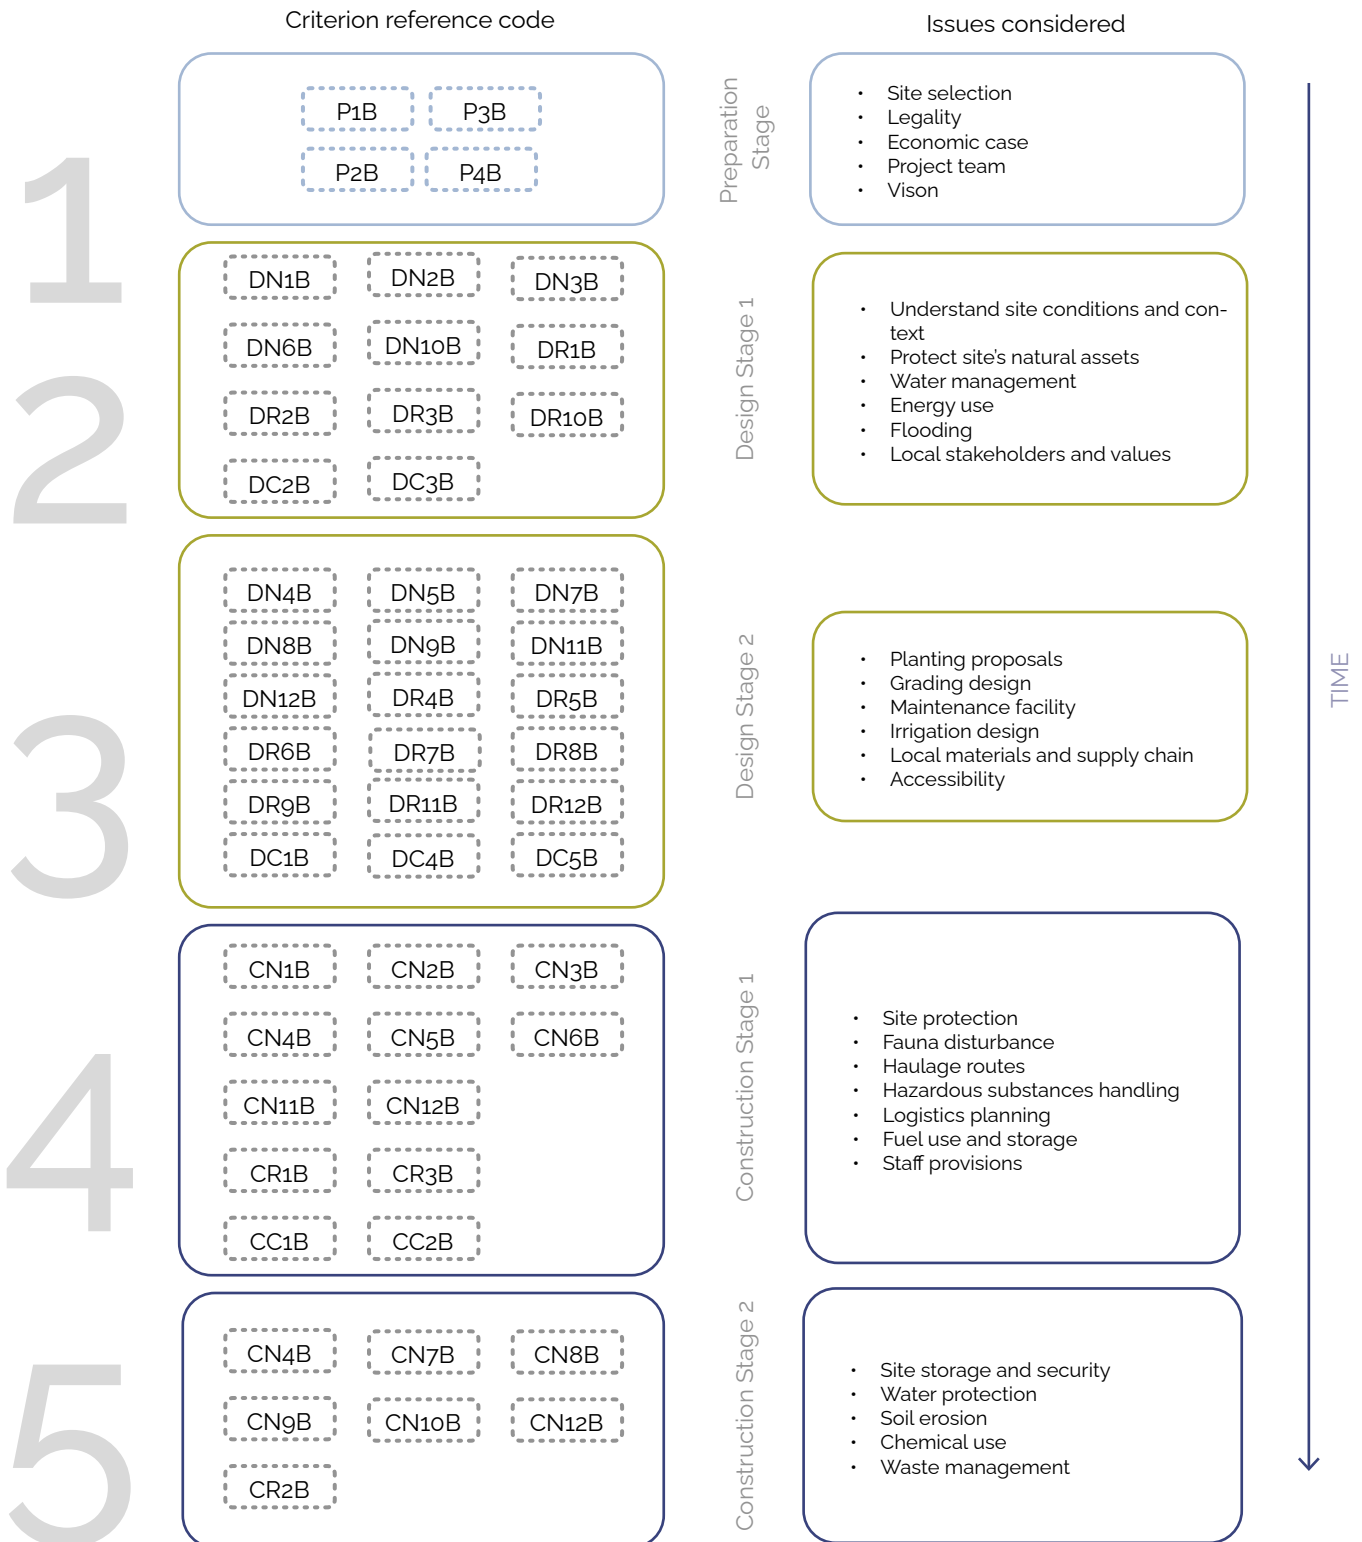 Criterion reference code
Issues considered
1
P1B
P3B
P2B
P4B
Preparation
Stage
• Site selection
• Legality
• Economic case
• Project team
• Vison
2
DN1B
DN2B
DN3B
DN6B
DN10B
DR1B
DR2B
DR3B
DR10B
DC2B
DC3B
Design Stage 1
• Understand site conditions and con-
text
• Protect site's natural assets
• Water management
• Energy use
• Flooding
• Local stakeholders and values
3
DN4B
DN5B
DN7B
DN8B
DN9B
DN11B
DN12B
DR4B
DR5B
DR6B
DR7B
DR8B
DR9B
DR11B
DR12B
DC1B
DC4B
DC5B
Design Stage 2
• Planting proposals
• Grading design
• Maintenance facility
• Irrigation design
• Local materials and supply chain
• Accessibility
TIME
4
CN1B
CN2B
CN3B
CN4B
CN5B
CN6B
CN11B
CN12B
CR1B
CR3B
CC1B
CC2B
Construction Stage 1
• Site protection
• Fauna disturbance
• Haulage routes
• Hazardous substances handling
• Logistics planning
• Fuel use and storage
• Staff provisions
5
CN4B
CN7B
CN8B
CN9B
CN10B
CN12B
CR2B
Construction Stage 2
• Site storage and security
• Water protection
• Soil erosion
• Chemical use
• Waste management